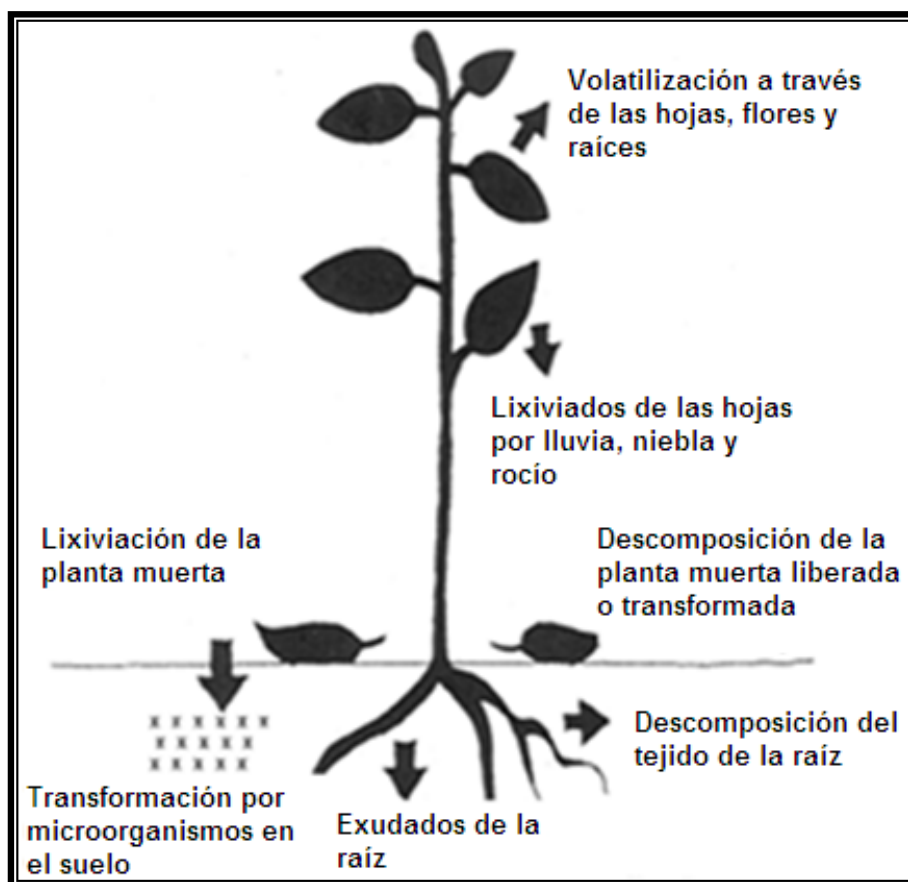 Volatilización a través
de las hojas, flores y
raíces
Lixiviados de las hojas
por lluvia, niebla y
rocío
Lixiviación de la
planta muerta
Descomposición de la
planta muerta liberada
o transformada
x x x x x x
x x x x x
x x x x x
Descomposición del
tejido de la raíz
Transformación por
microorganismos en
el suelo
Exudados de la
raíz